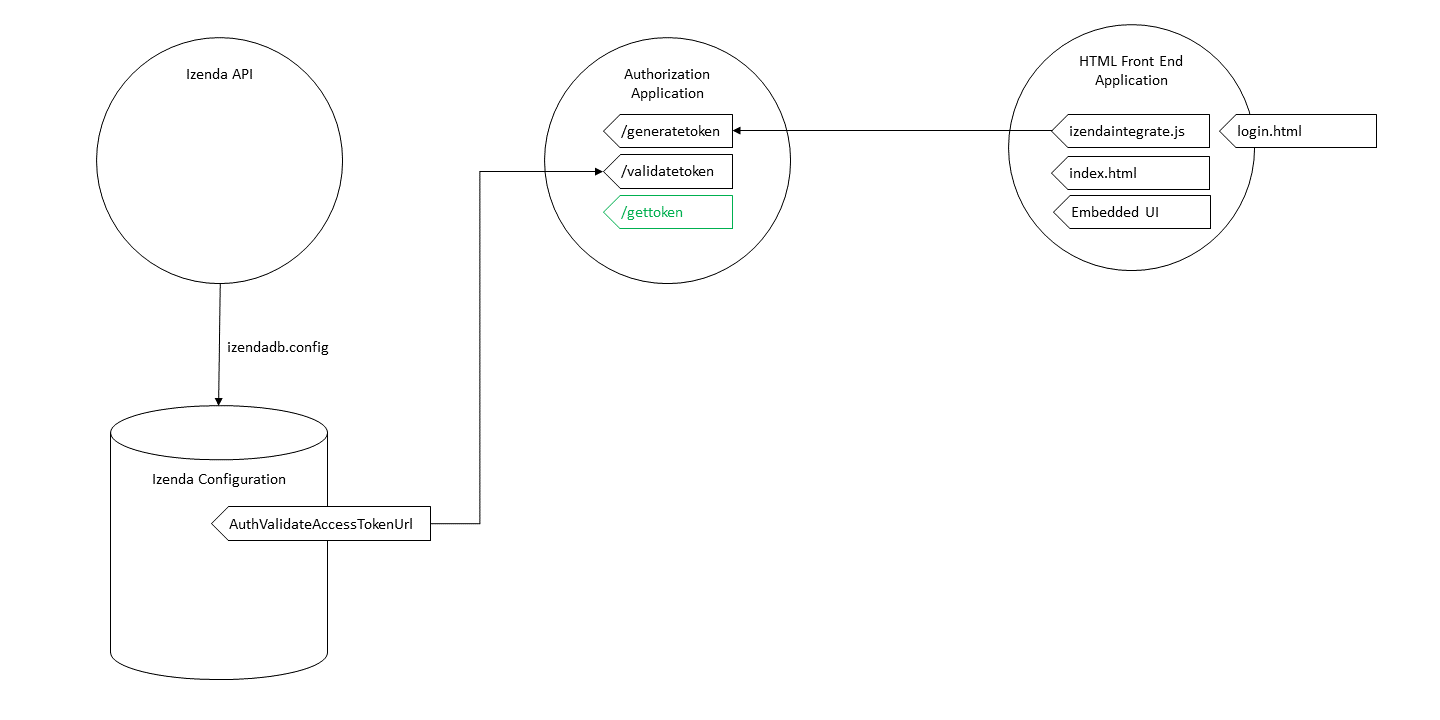 Izenda API
Authorization
Application
/generatetoken
/validatetoken
/gettoken
HTML Front End
Application
izendaintegrate.js
login.html
index.html
Embedded UI
izendadb.config
Izenda Configuration
AuthValidateAccessTokenUrl